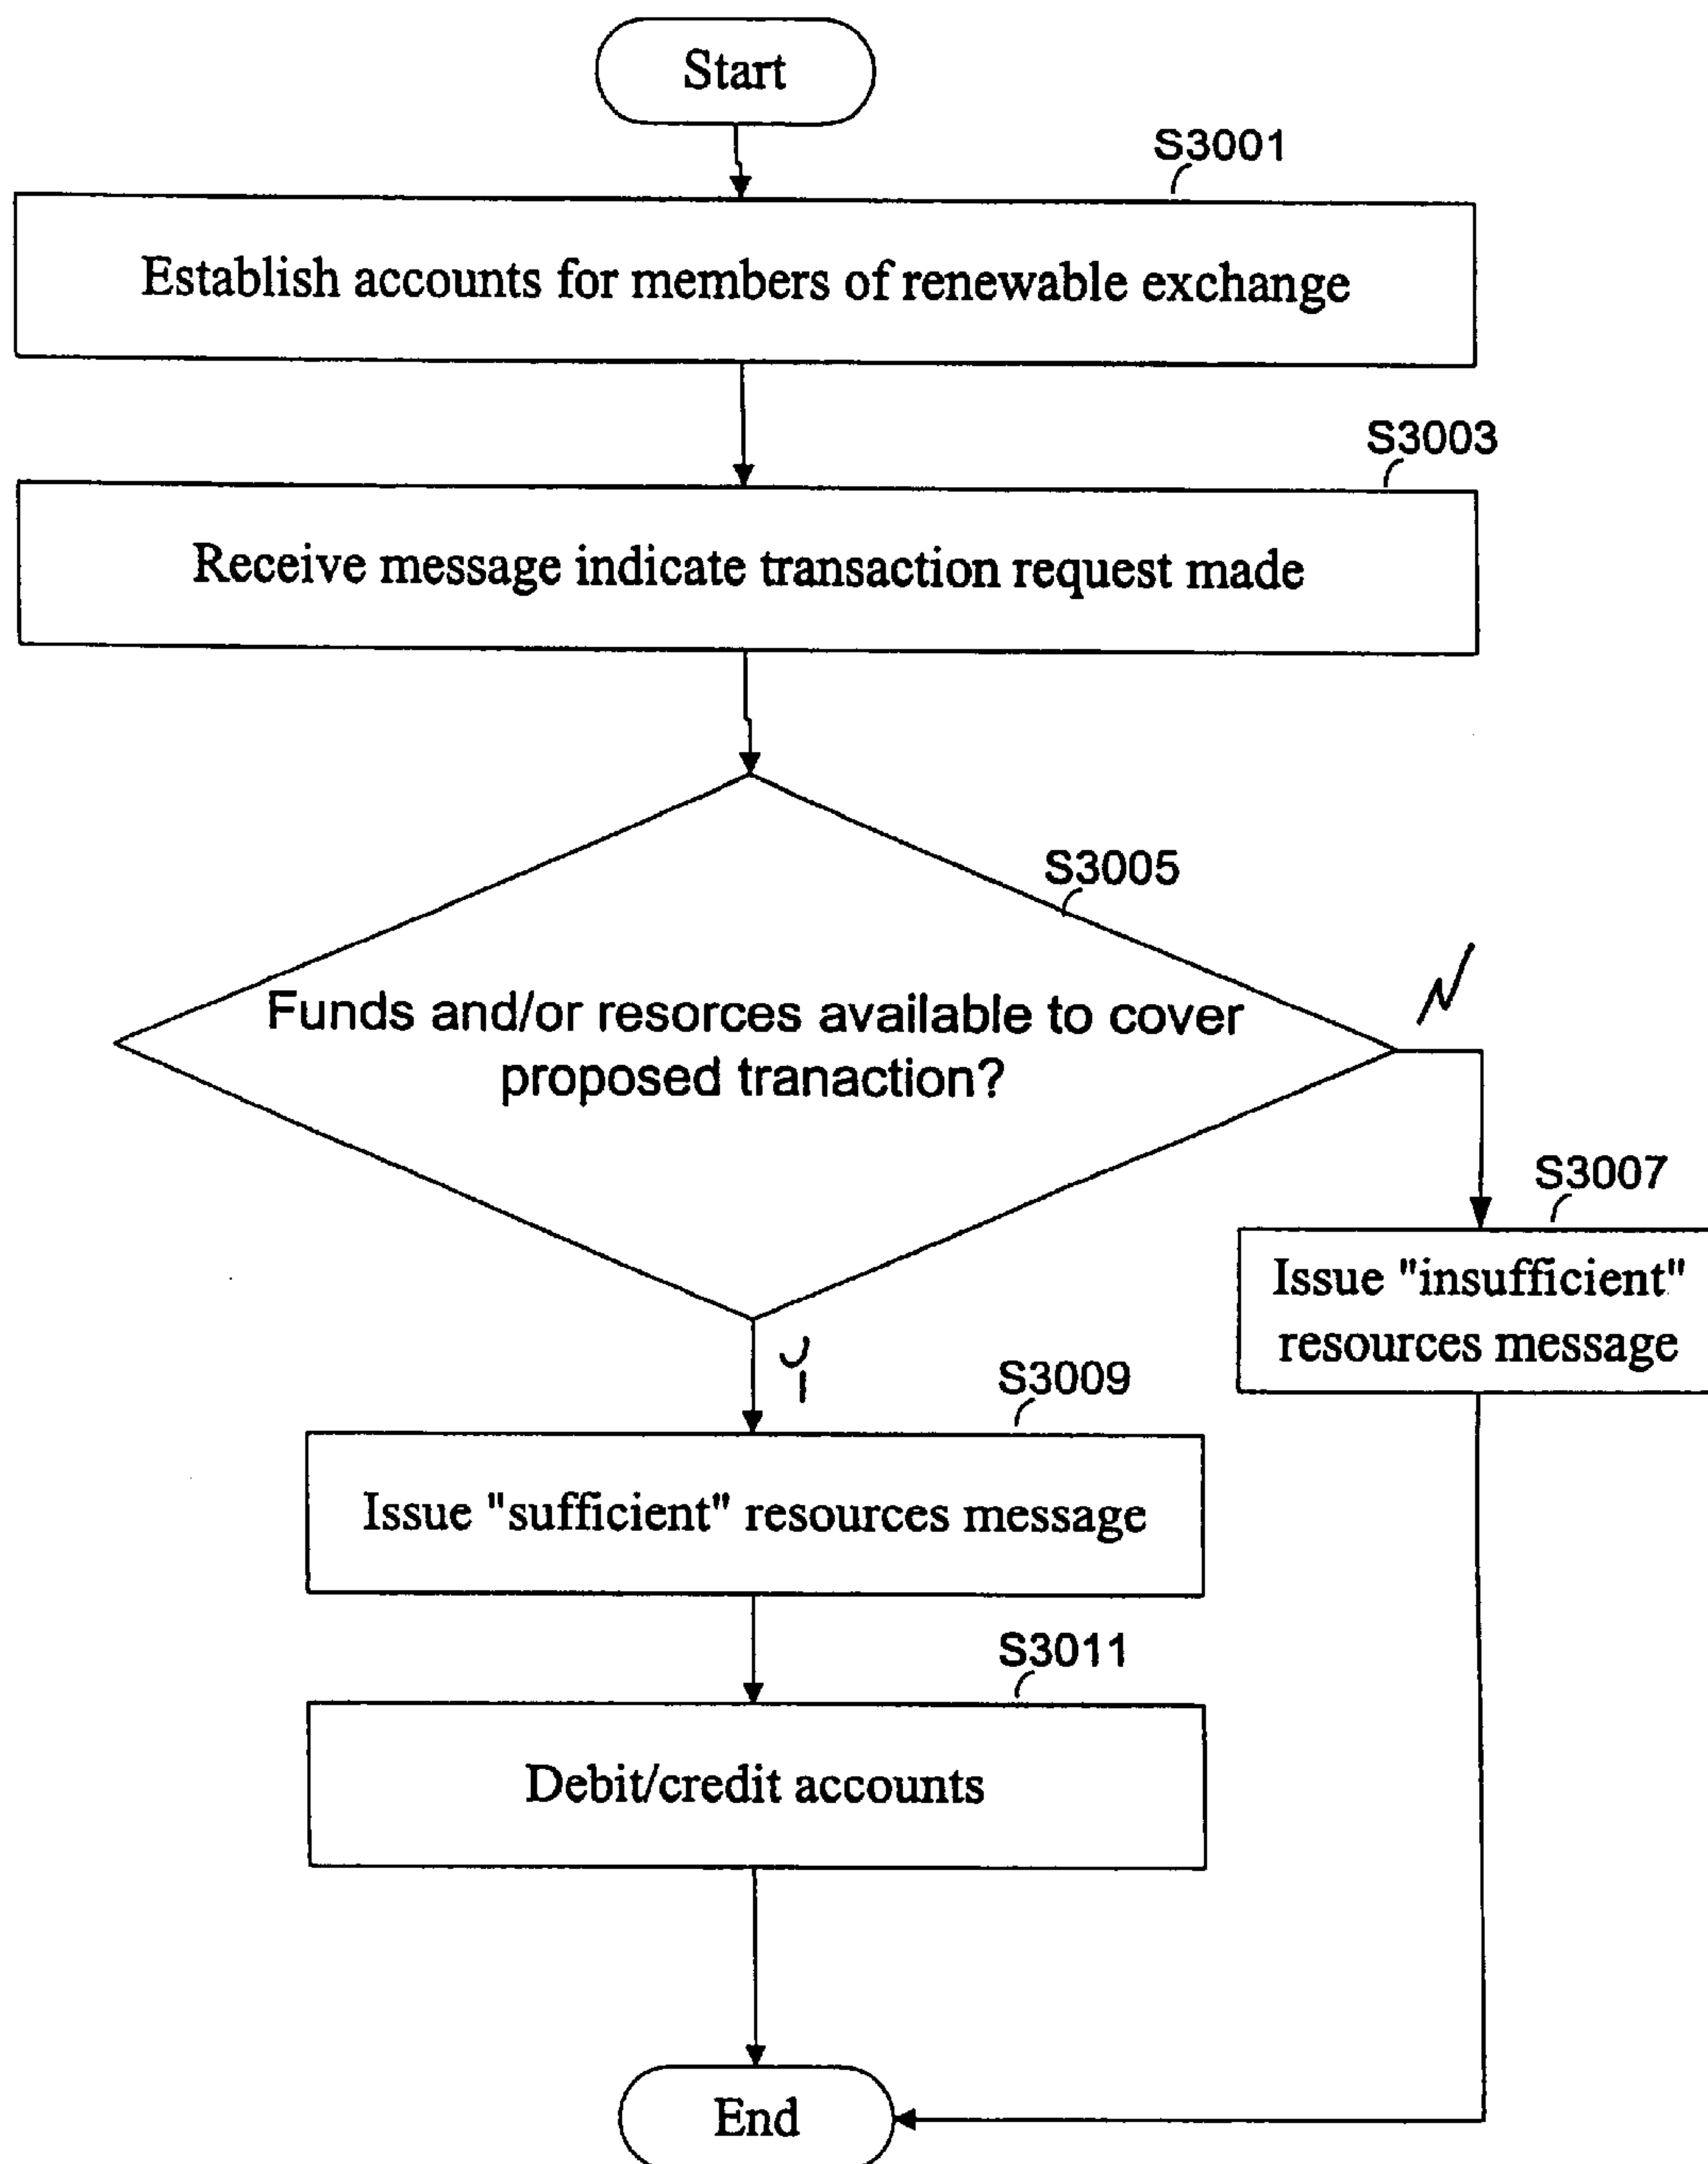 Start
S3001
Establish accounts for members of renewable exchange
S3003
Receive message indicate transaction request made
S3005
Funds and/or resorces available to cover
proposed tranaction?
N
S3007
Issue "insufficient"
resources message
Y
S3009
Issue "sufficient" resources message
S3011
Debit/credit accounts
End